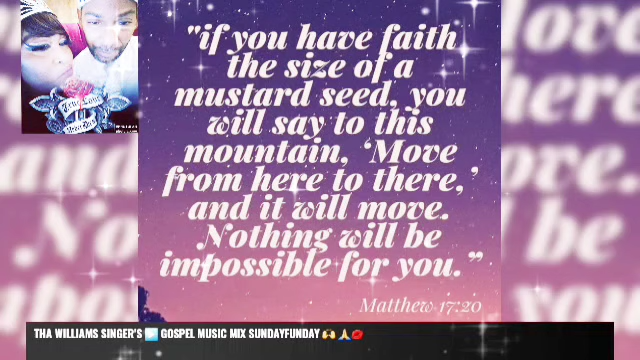 "if you have faith
the size of a
mustard seed, you
will say to this
mountain, ‘Move
from here to there,’
and it will move.
Nothing will be
impossible for you.”
Matthew 17:20
True Love
THA WILLIAMS SINGER'S GOSPEL MUSIC MIX SUNDAYFUNDAY 🙌🙏💋